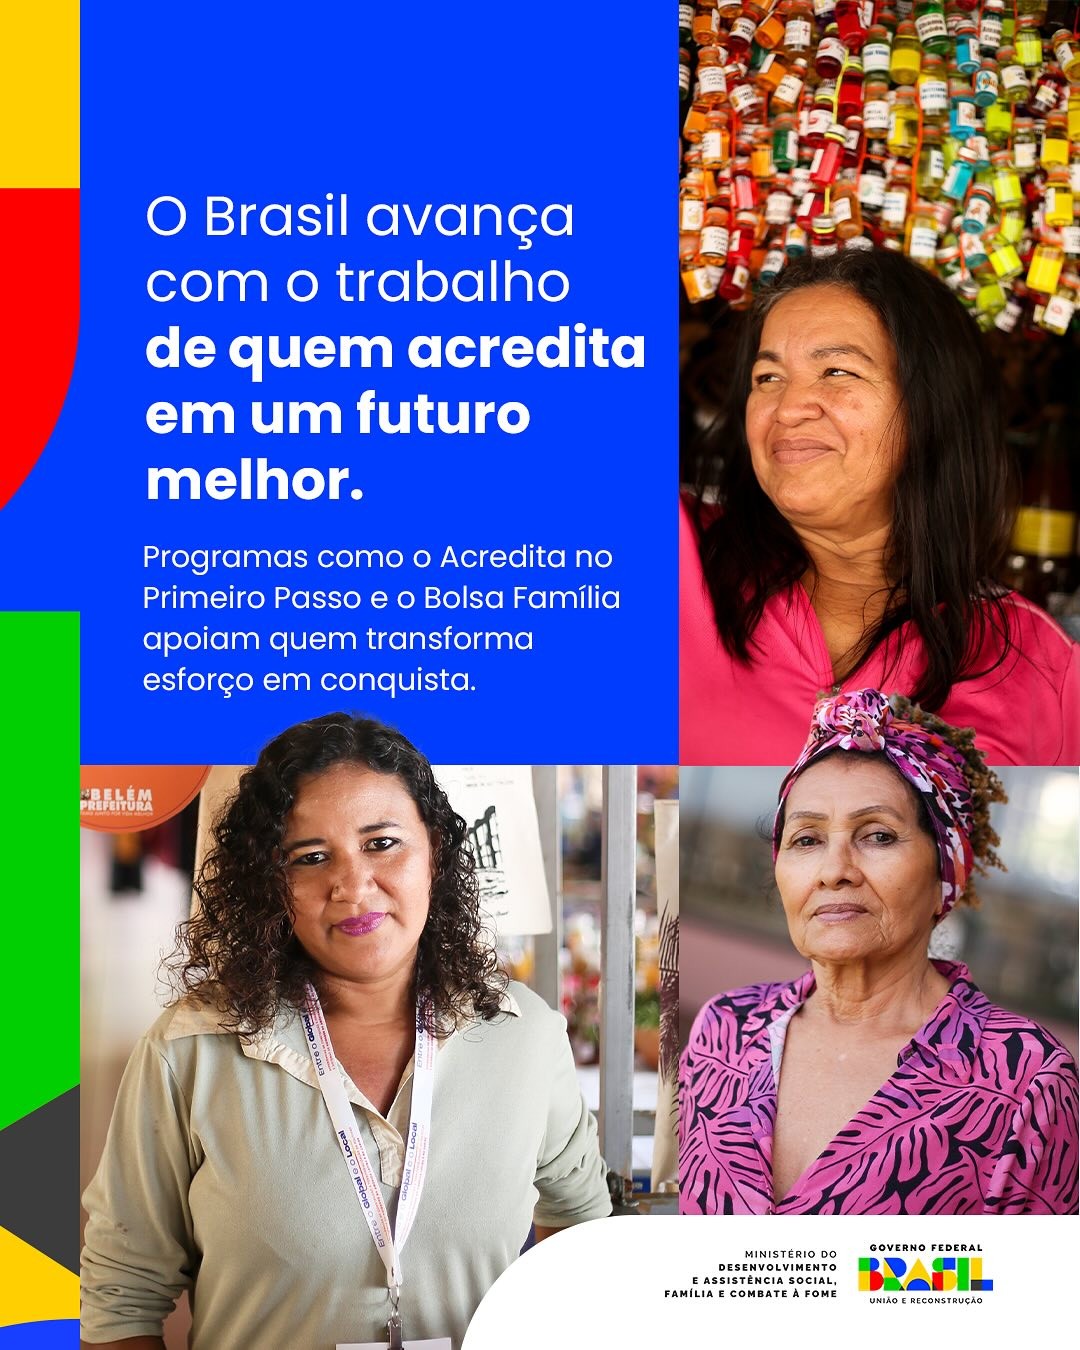 O Brasil avança
com o trabalho
de quem acredita
em um futuro
melhor.
Programas como o Acredita no
Primeiro Passo e o Bolsa Família
apoiam quem transforma
esforço em conquista.
BELÉM
PREFEITURA
Entre o Global e o Local
Global e o Local
MINISTÉRIO DO
DESENVOLVIMENTO
E ASSISTÊNCIA SOCIAL,
FAMÍLIA E COMBATE À FOME
GOVERNO FEDERAL
BRASIL
UNIÃO E RECONSTRUÇÃO